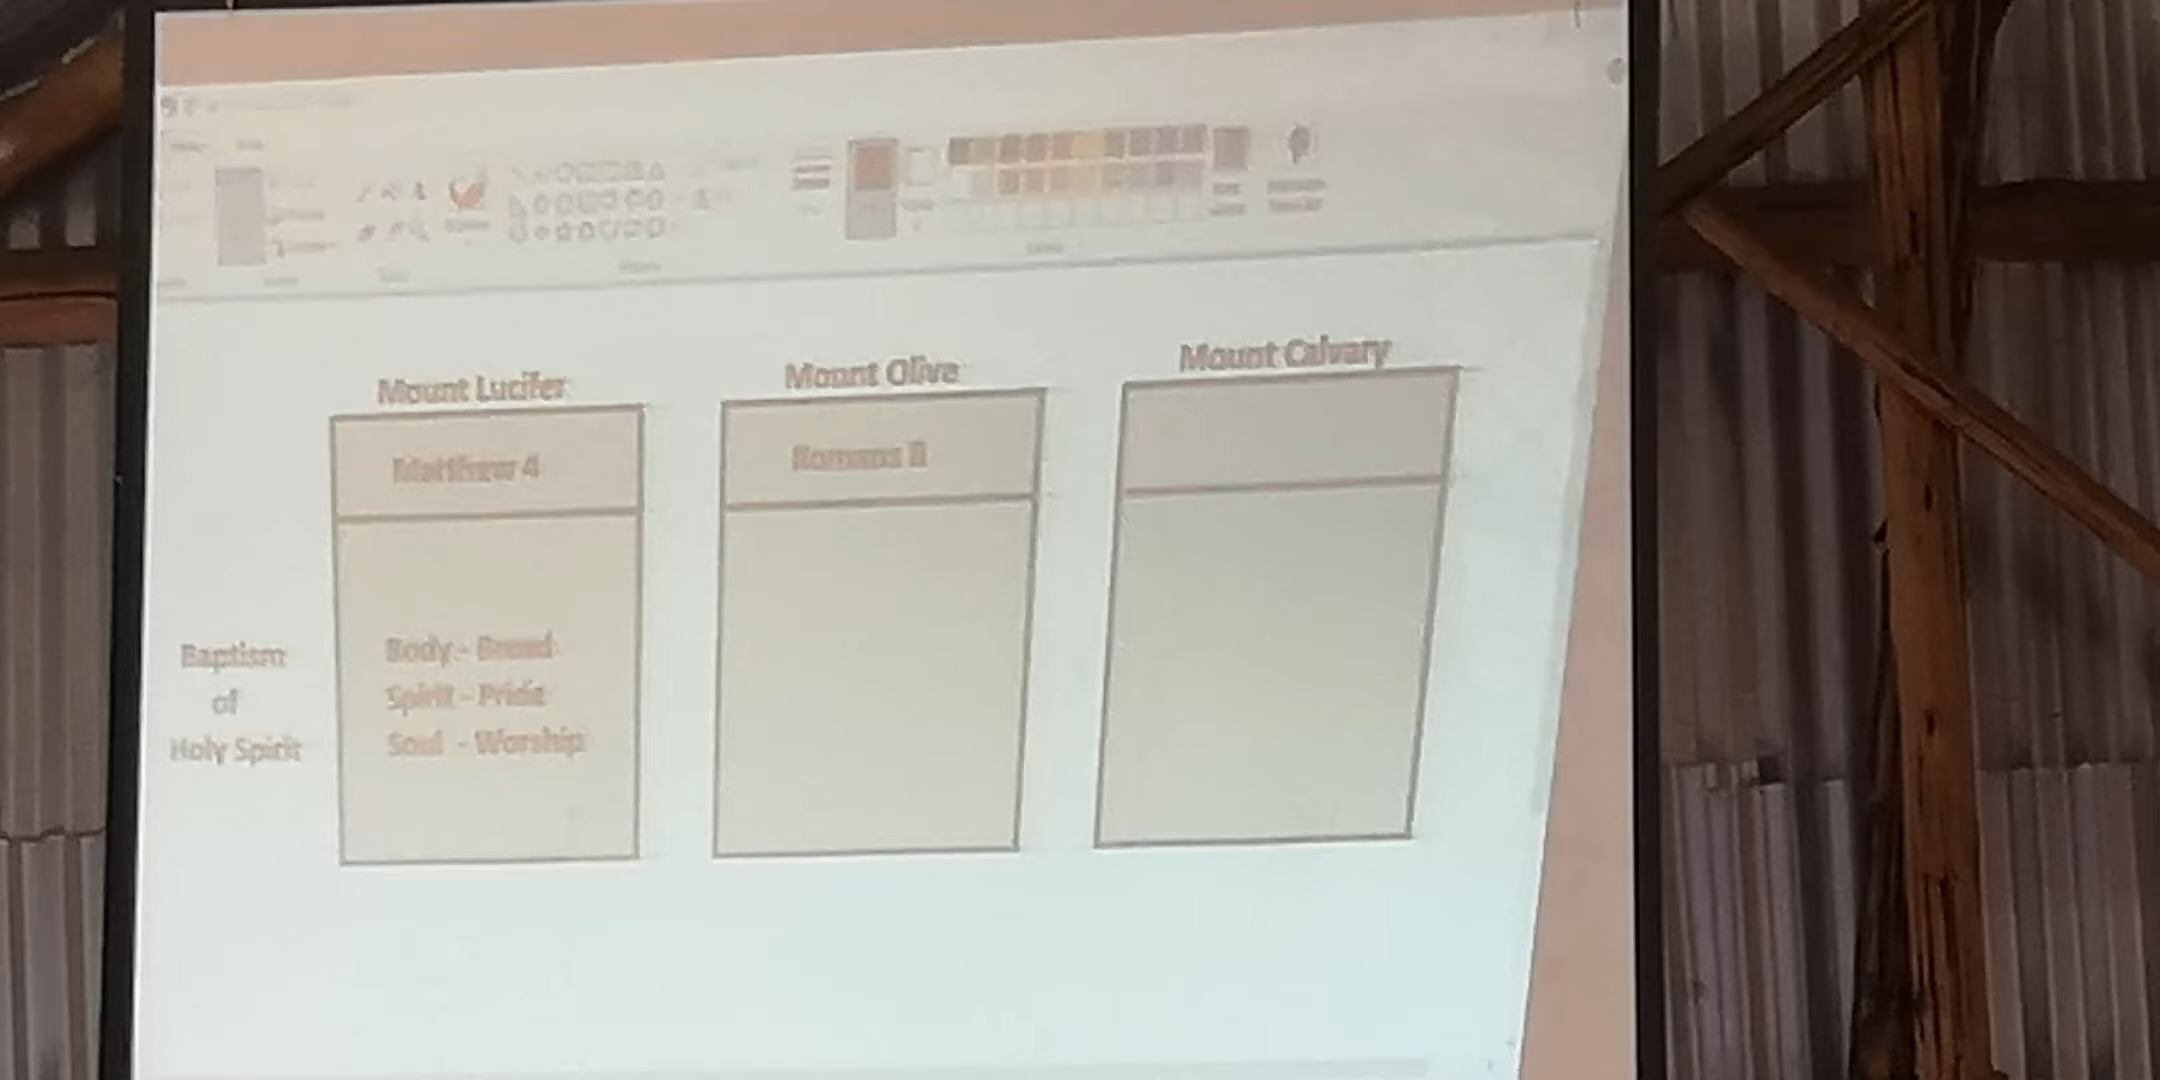 Mount Lucifer
Mount Olive
Mount Calvary
Matthew 4
Romans 8
Baptism
of
Holy Spirit
Body - Bread
Spirit - Pride
Soul - Worship